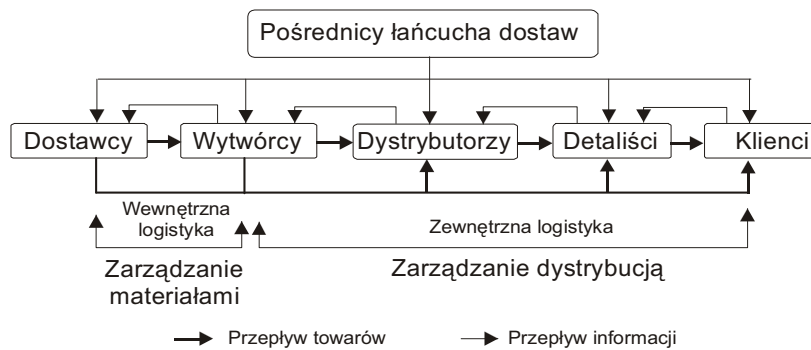 Pośrednicy łańcucha dostaw
Dostawcy
Wytwórcy
Dystrybutorzy
Detaliści
Klienci
Wewnętrzna
logistyka
Zewnętrzna logistyka
Zarządzanie
materiałami
Zarządzanie dystrybucją
Przepływ towarów
Przepływ informacji